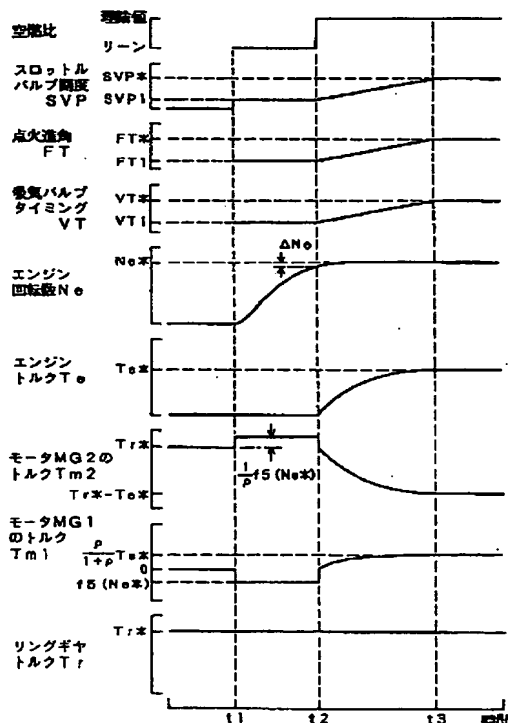 空燃比
理論値
リーン
スロットル
バルブ開度
SVP
SVP*
SVP1
点火進角
FT
FT*
FT1
吸気バルブ
タイミング
VT
VT*
VT1
エンジン
回転数Ne
Ne*
ΔNe
エンジン
トルクTe
Te*
モータMG2の
トルクTm2
Tr*
1/ρ f5(Ne*)
Tr*-Te*
モータMG1
のトルク
Tm1
ρ/1+ρ Te*
0
f5(Ne*)
リングギヤ
トルクTr
Tr*
t1 t2 t3 時間